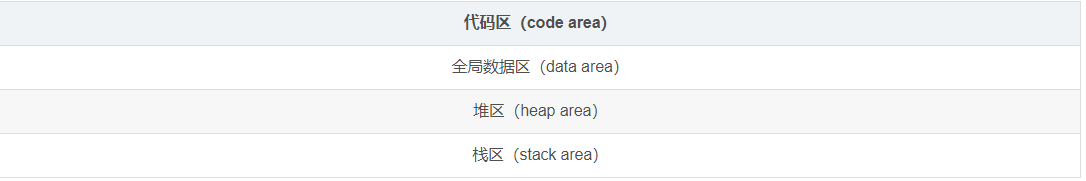 代码区（code area）
全局数据区（data area）
堆区（heap area）
栈区（stack area）